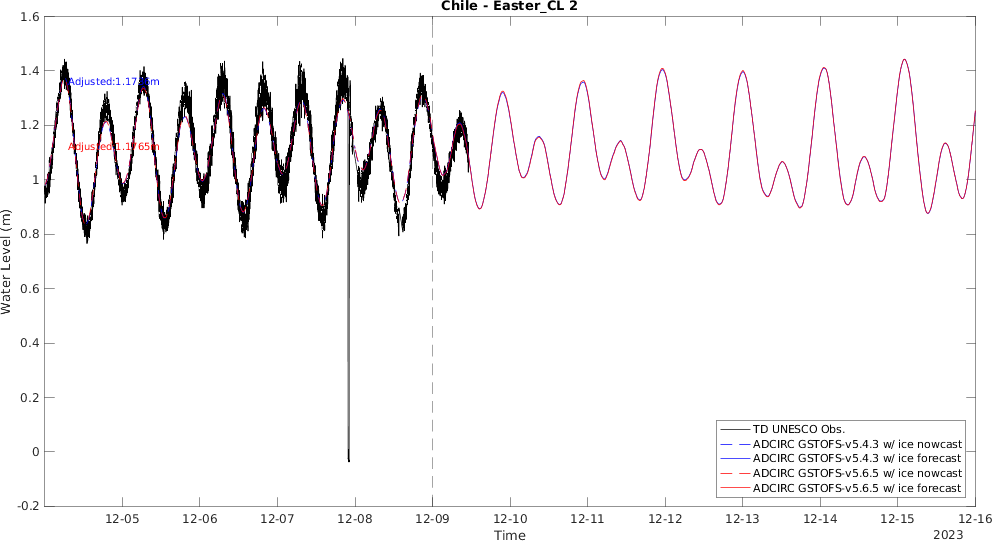 Chile - Easter_CL 2
1.6
1.4
1.2
1
0.8
0.6
0.4
0.2
0
-0.2
Water Level (m)
Adjusted:1.1765m
12-05 12-06 12-07 12-08 12-09 12-10 12-11 12-12 12-13 12-14 12-15 12-16
Time
2023
TD UNESCO Obs.
ADCIRC GSTOFS-v5.4.3 w/ ice nowcast
ADCIRC GSTOFS-v5.4.3 w/ ice forecast
ADCIRC GSTOFS-v5.6.5 w/ ice nowcast
ADCIRC GSTOFS-v5.6.5 w/ ice forecast